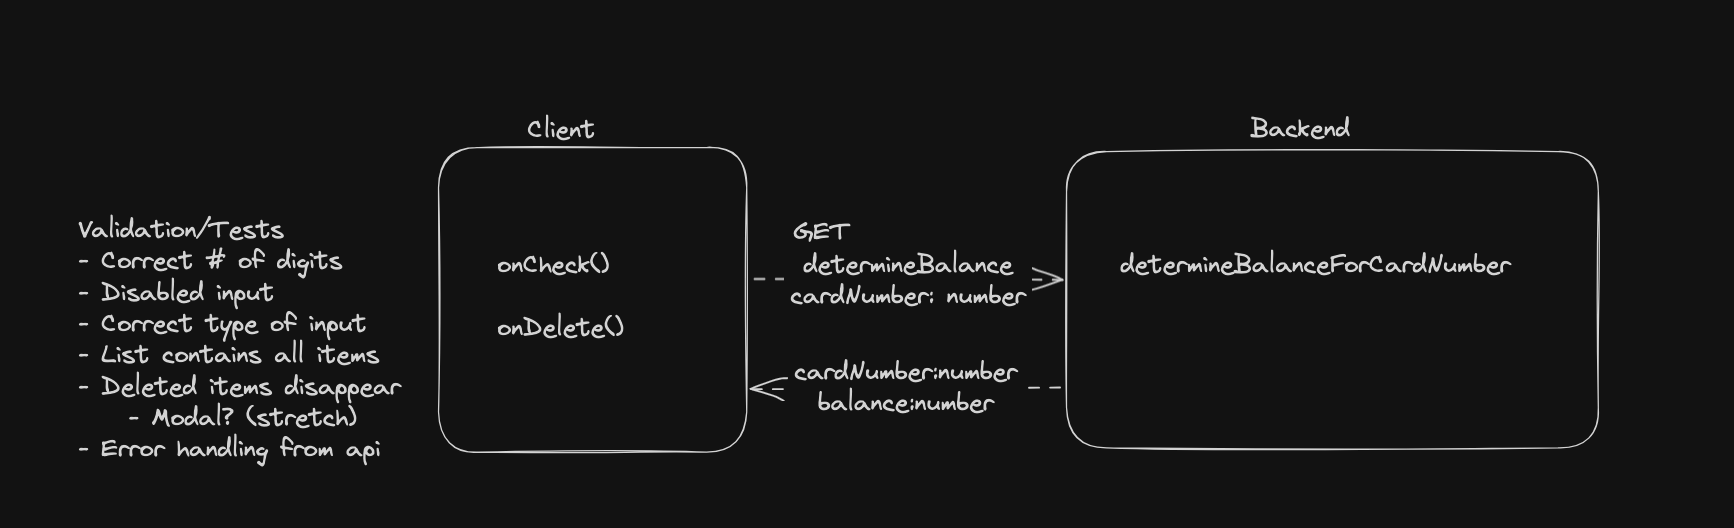 Client
Backend
Validation/Tests
- Correct # of digits
- Disabled input
- Correct type of input
- List contains all items
- Deleted items disappear
- Modal? (stretch)
- Error handling from api
onCheck()
onDelete()
GET
determineBalance
cardNumber: number
cardNumber:number
balance:number
determineBalanceForCardNumber